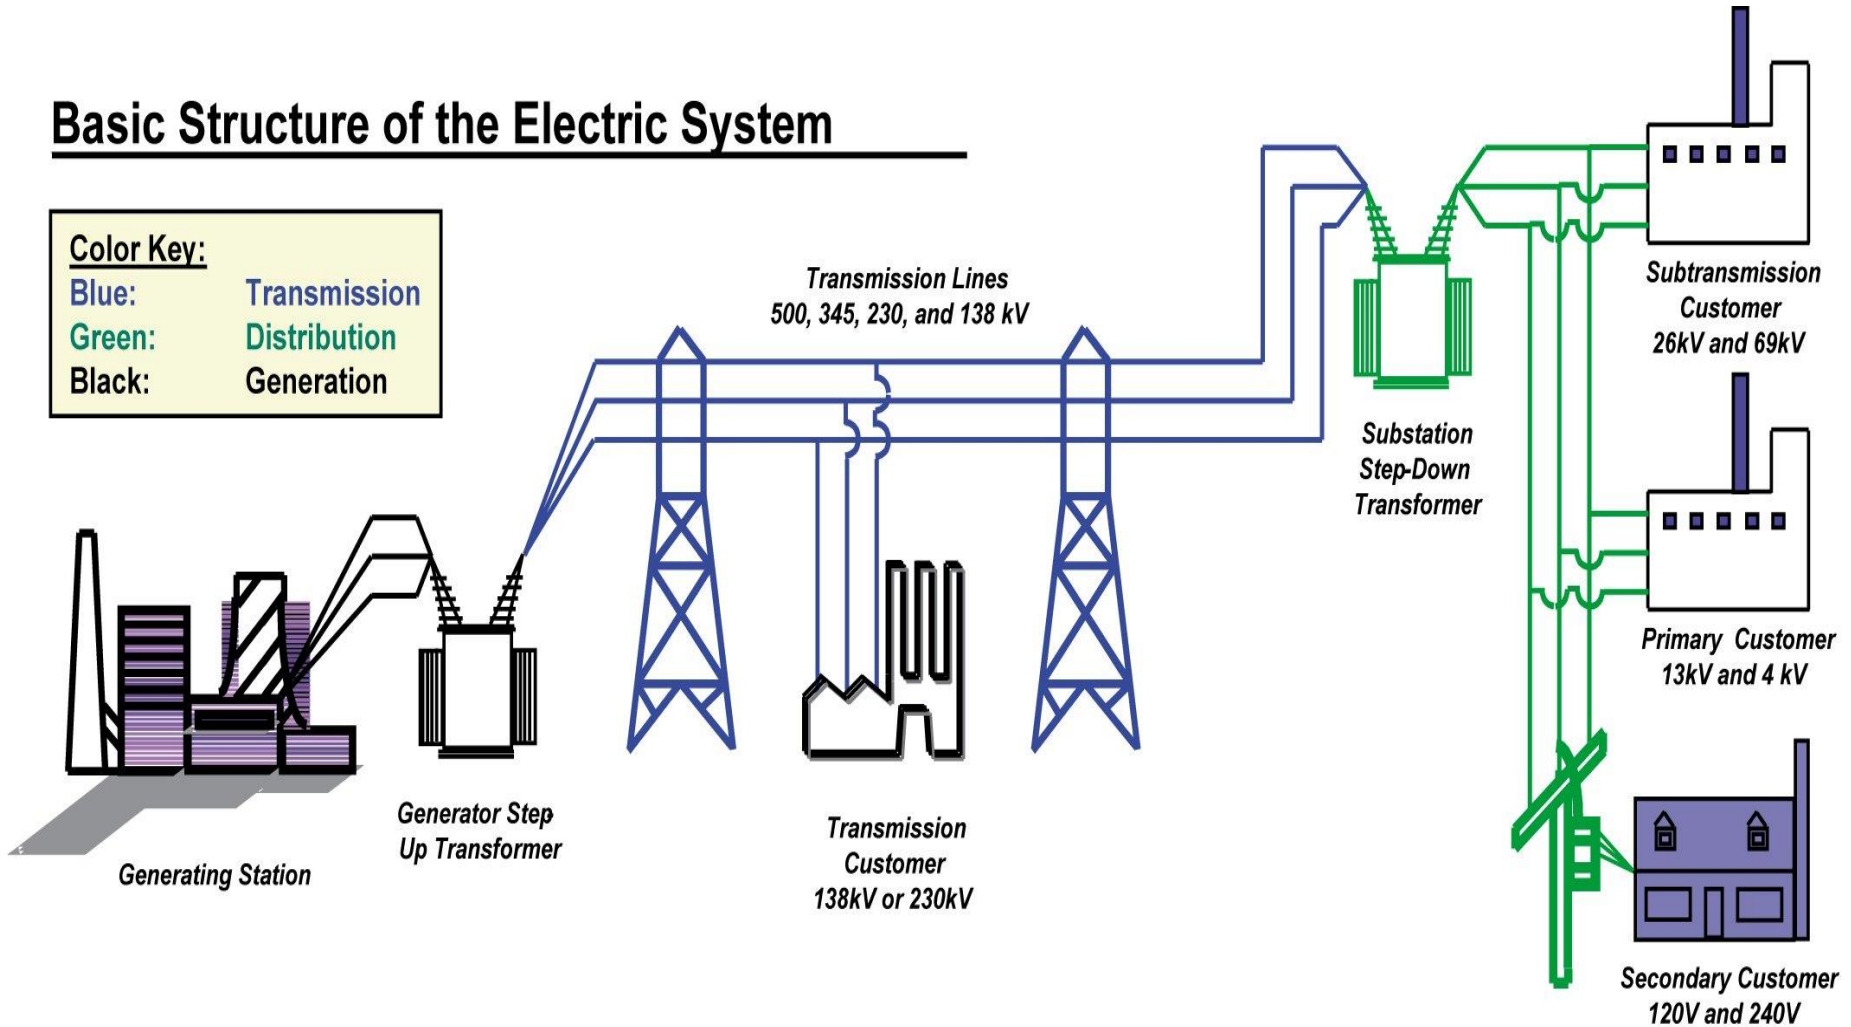 Basic Structure of the Electric System
Color Key:
Blue: Transmission
Green: Distribution
Black: Generation
Transmission Lines
500, 345, 230, and 138 kV
Subtransmission
Customer
26kV and 69kV
Substation
Step-Down
Transformer
Primary Customer
13kV and 4 kV
Generator Step-
Up Transformer
Generating Station
Transmission
Customer
138kV or 230kV
Secondary Customer
120V and 240V